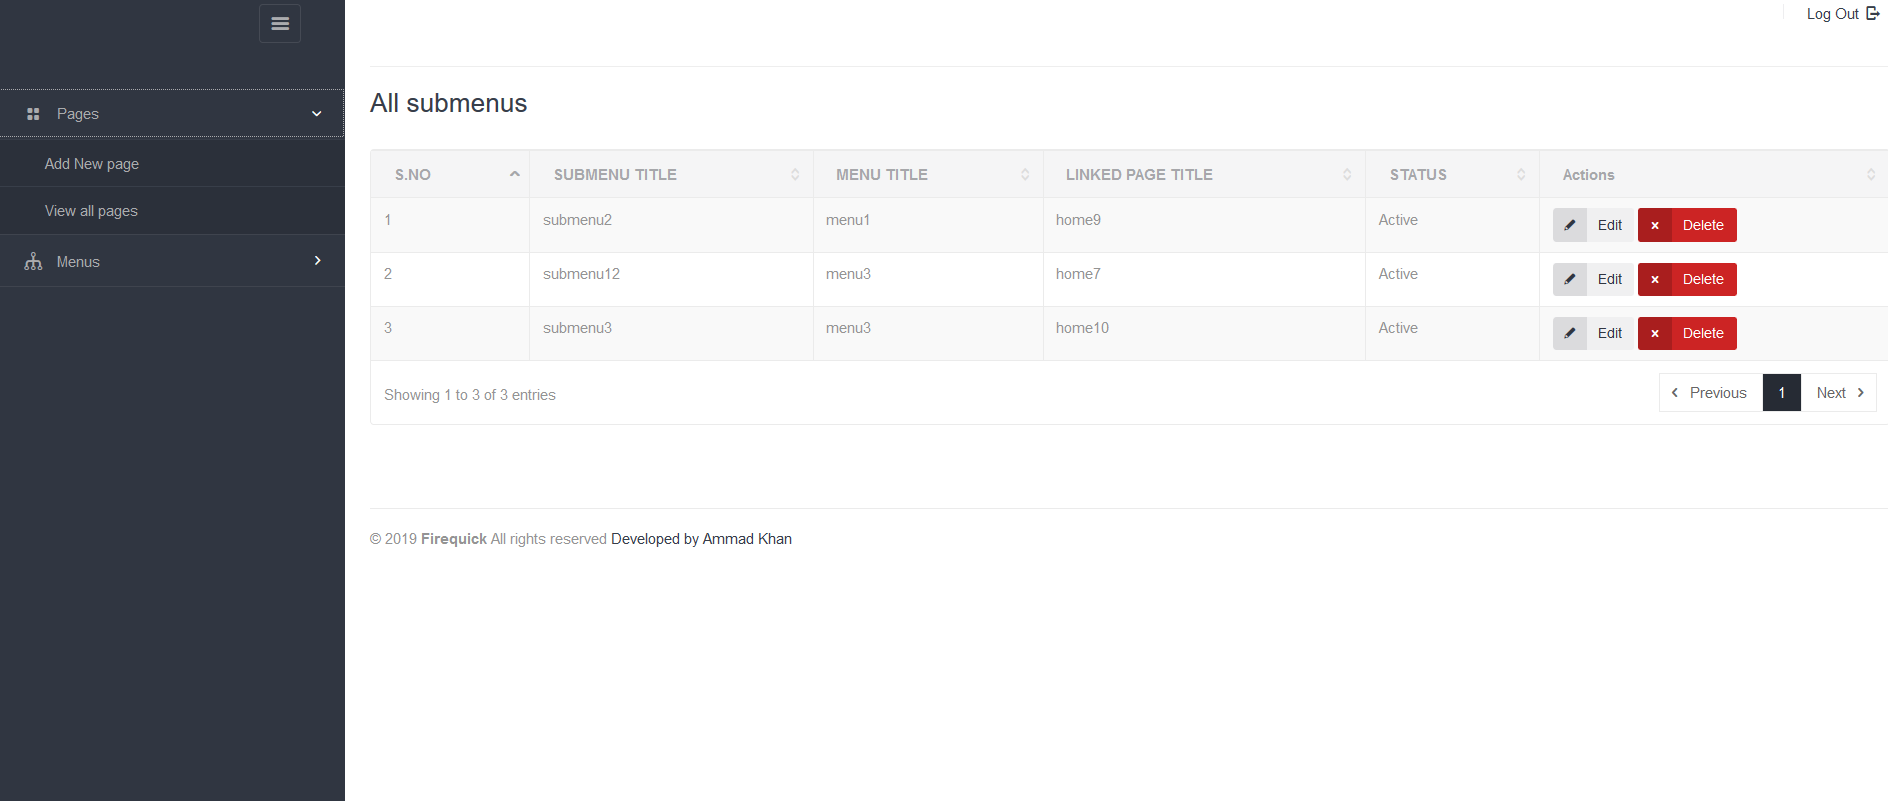 Log Out
Pages
Add New page
View all pages
Menus
All submenus
S.NO SUBMENU TITLE MENU TITLE LINKED PAGE TITLE STATUS Actions
1 submenu2 menu1 home9 Active Edit Delete
2 submenu12 menu3 home7 Active Edit Delete
3 submenu3 menu3 home10 Active Edit Delete
Showing 1 to 3 of 3 entries Previous 1 Next
© 2019 Firequick All rights reserved Developed by Ammad Khan